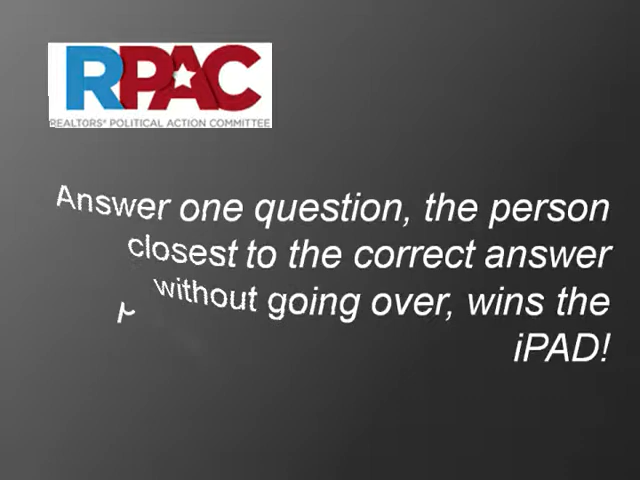 RPAC
REALTORS® POLITICAL ACTION COMMITTEE
Answer one question, the person
closest to the correct answer
without going over, wins the
iPAD!